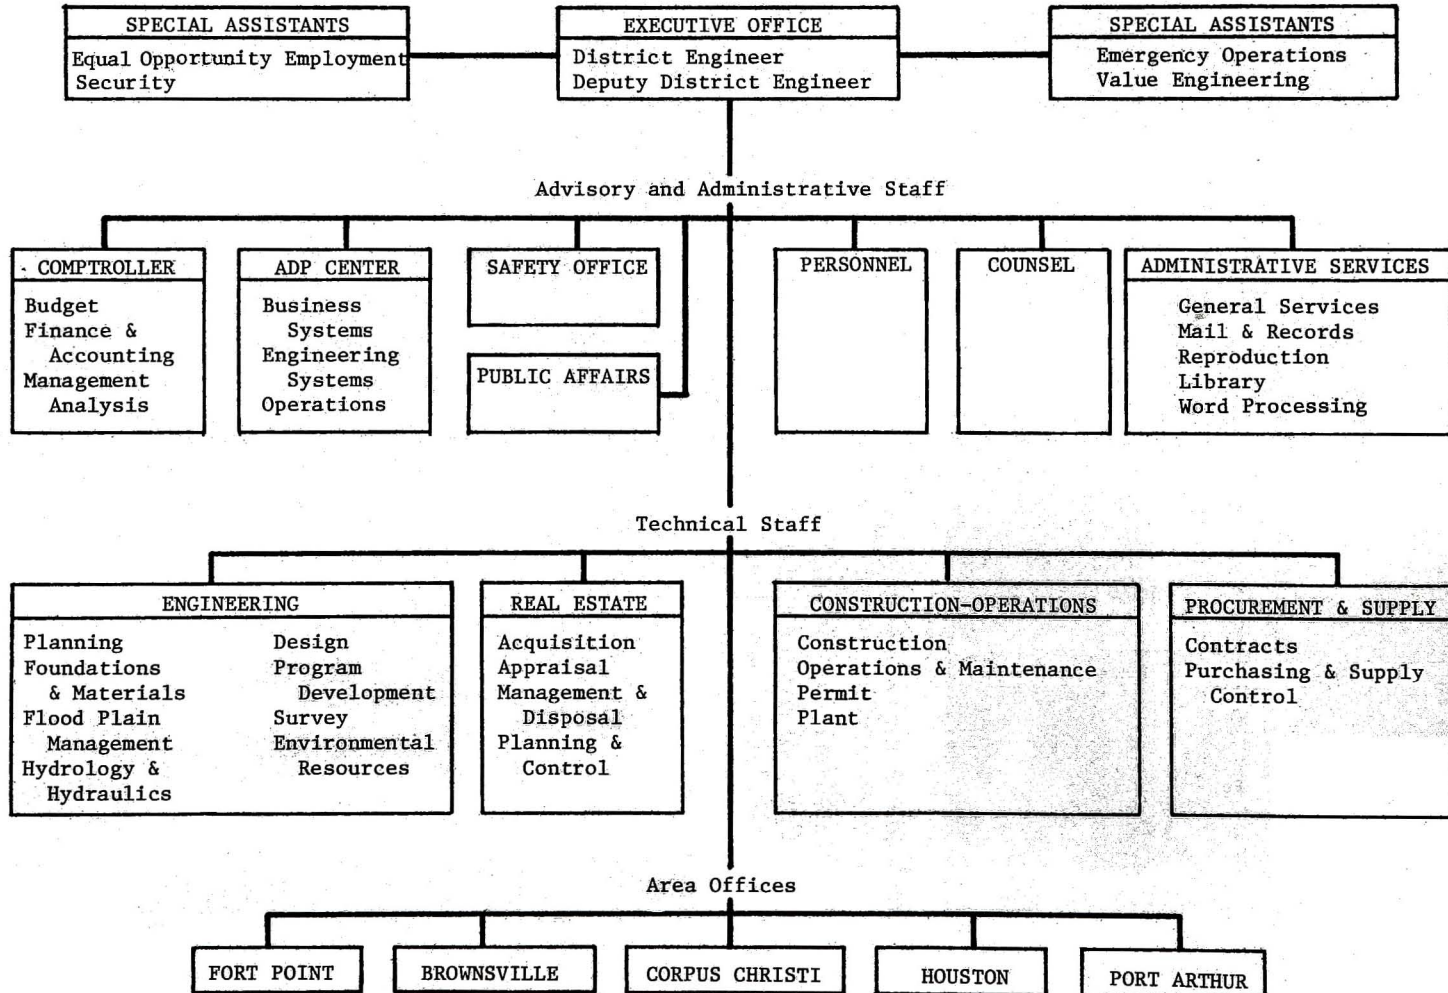 SPECIAL ASSISTANTS
Equal Opportunity Employment
Security
EXECUTIVE OFFICE
District Engineer
Deputy District Engineer
SPECIAL ASSISTANTS
Emergency Operations
Value Engineering
Advisory and Administrative Staff
COMPTROLLER
Budget
Finance &
Accounting
Management
Analysis
ADP CENTER
Business
Systems
Engineering
Systems
Operations
SAFETY OFFICE
PUBLIC AFFAIRS
PERSONNEL
COUNSEL
ADMINISTRATIVE SERVICES
General Services
Mail & Records
Reproduction
Library
Word Processing
Technical Staff
ENGINEERING
Planning
Foundations
& Materials
Flood Plain
Management
Hydrology &
Hydraulics
Design
Program
Development
Survey
Environmental
Resources
REAL ESTATE
Acquisition
Appraisal
Management &
Disposal
Planning &
Control
CONSTRUCTION-OPERATIONS
Construction
Operations & Maintenance
Permit
Plant
PROCUREMENT & SUPPLY
Contracts
Purchasing & Supply
Control
Area Offices
FORT POINT
BROWNSVILLE
CORPUS CHRISTI
HOUSTON
PORT ARTHUR